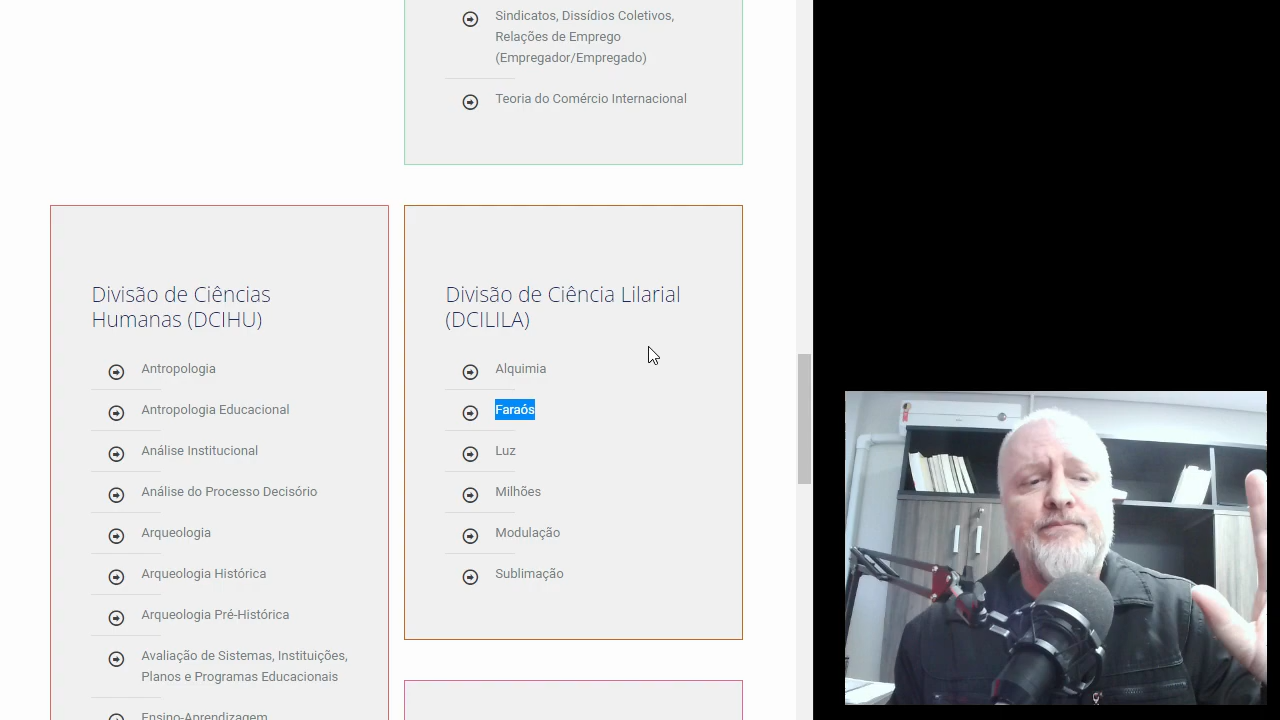 Sindicatos, Dissídios Coletivos,
Relações de Emprego
(Empregador/Empregado)
Teoria do Comércio Internacional
Divisão de Ciências
Humanas (DCIHU)
Antropologia
Antropologia Educacional
Análise Institucional
Análise do Processo Decisório
Arqueologia
Arqueologia Histórica
Arqueologia Pré-Histórica
Avaliação de Sistemas, Instituições,
Planos e Programas Educacionais
Ensino-Aprendizagem
Divisão de Ciência Lilarial
(DCILILA)
Alquimia
Faraós
Luz
Milhões
Modulação
Sublimação